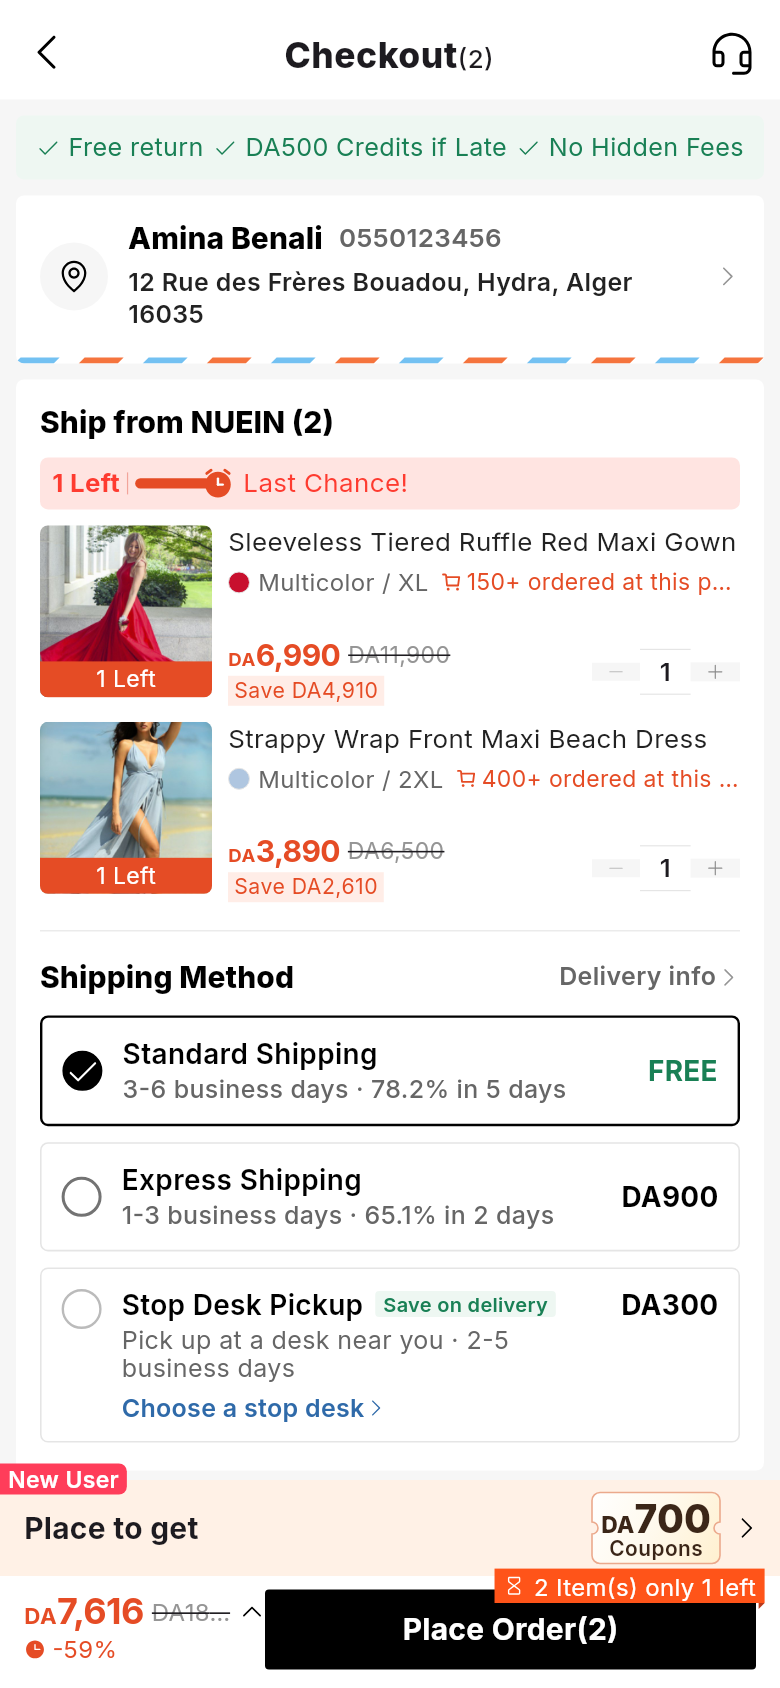 Checkout(2)
✓ Free return ✓ DA500 Credits if Late ✓ No Hidden Fees
Amina Benali 0550123456
12 Rue des Frères Bouadou, Hydra, Alger
16035
Ship from NUEIN (2)
1 Left Last Chance!
Sleeveless Tiered Ruffle Red Maxi Gown
Multicolor / XL 150+ ordered at this p...
DA6,990 DA11,900
1 Left
1
Save DA4,910
Strappy Wrap Front Maxi Beach Dress
Multicolor / 2XL 400+ ordered at this ...
DA3,890 DA6,500
1 Left
1
Save DA2,610
Shipping Method Delivery info
Standard Shipping
FREE
3-6 business days · 78.2% in 5 days
Express Shipping
DA900
1-3 business days · 65.1% in 2 days
Stop Desk Pickup Save on delivery DA300
Pick up at a desk near you · 2-5
business days
Choose a stop desk
New User
Place to get
DA700
Coupons
2 Item(s) only 1 left
DA7,616 DA18...
-59%
Place Order(2)